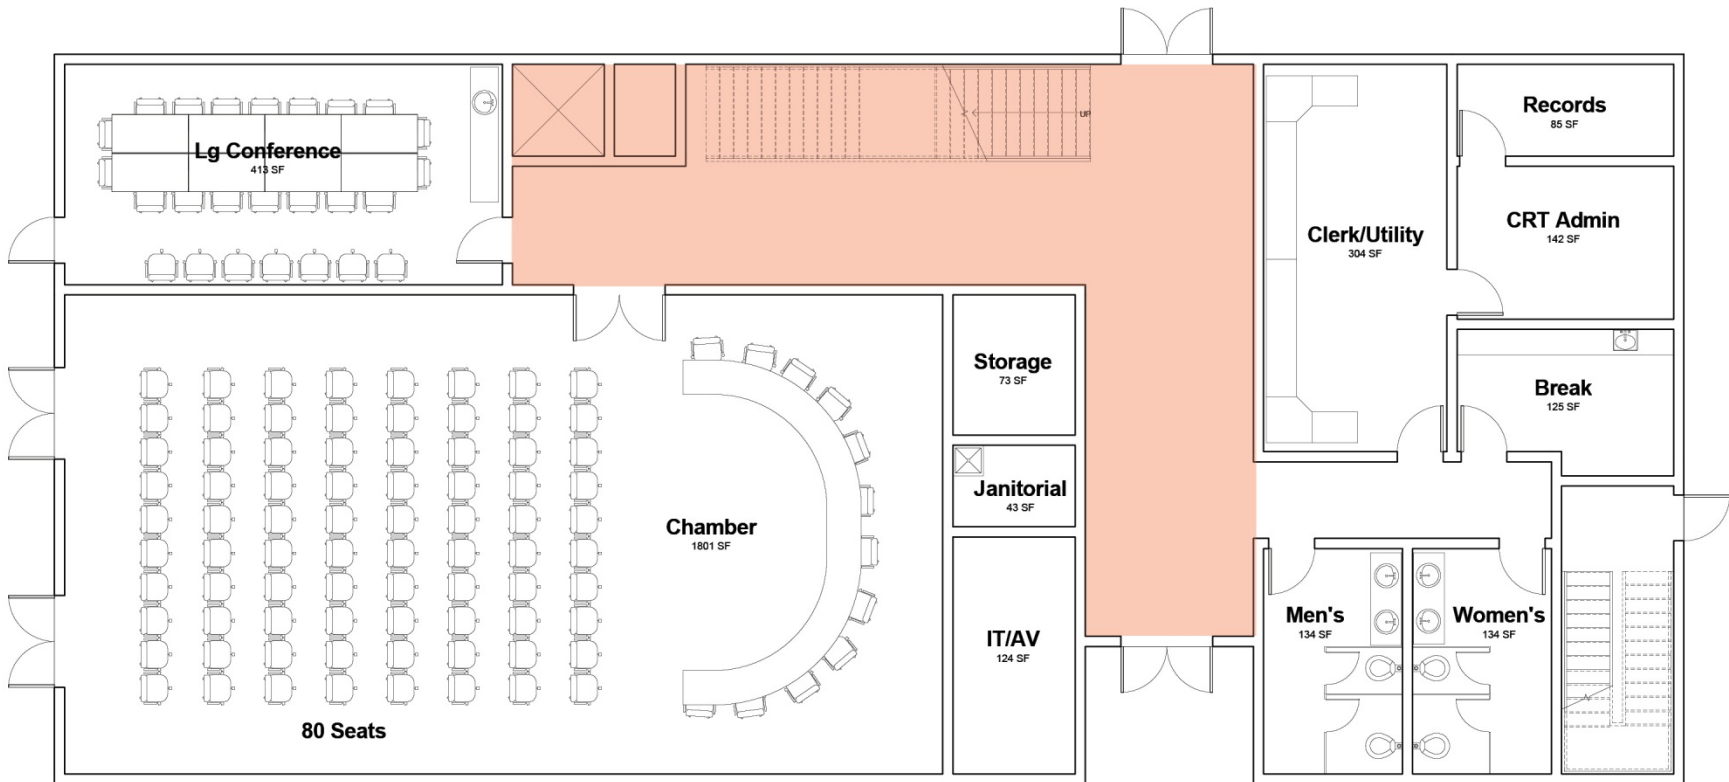 UP
Records
85 SF
Lg Conference
413 SF
CRT Admin
142 SF
Clerk/Utility
304 SF
Storage
73 SF
Break
125 SF
Janitorial
43 SF
Chamber
1801 SF
Men's
134 SF
Women's
134 SF
IT/AV
124 SF
80 Seats